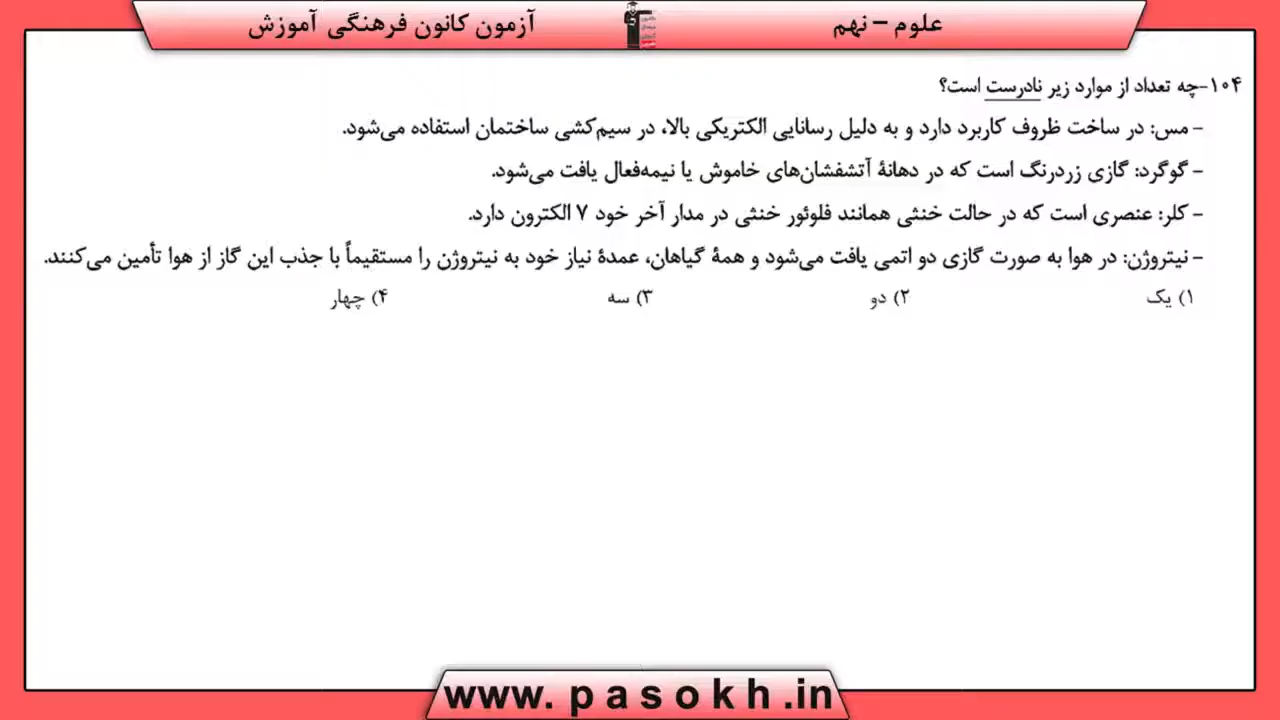 علوم – نهم
آزمون کانون فرهنگی آموزش
۱۰۴-چه تعداد از موارد زیر نادرست است؟
- مس: در ساخت ظروف کاربرد دارد و به دلیل رسانایی الکتریکی بالا، در سیم‌کشی ساختمان استفاده می‌شود.
- گوگرد: گازی زردرنگ است که در دهانهٔ آتشفشان‌های خاموش یا نیمه‌فعال یافت می‌شود.
- کلر: عنصری است که در حالت خنثی همانند فلوئور خنثی در مدار آخر خود ۷ الکترون دارد.
- نیتروژن: در هوا به صورت گازی دو اتمی یافت می‌شود و همهٔ گیاهان، عمدهٔ نیاز خود به نیتروژن را مستقیماً با جذب این گاز از هوا تأمین می‌کنند.
۱) یک ۲) دو ۳) سه ۴) چهار
www. p a s o k h .in